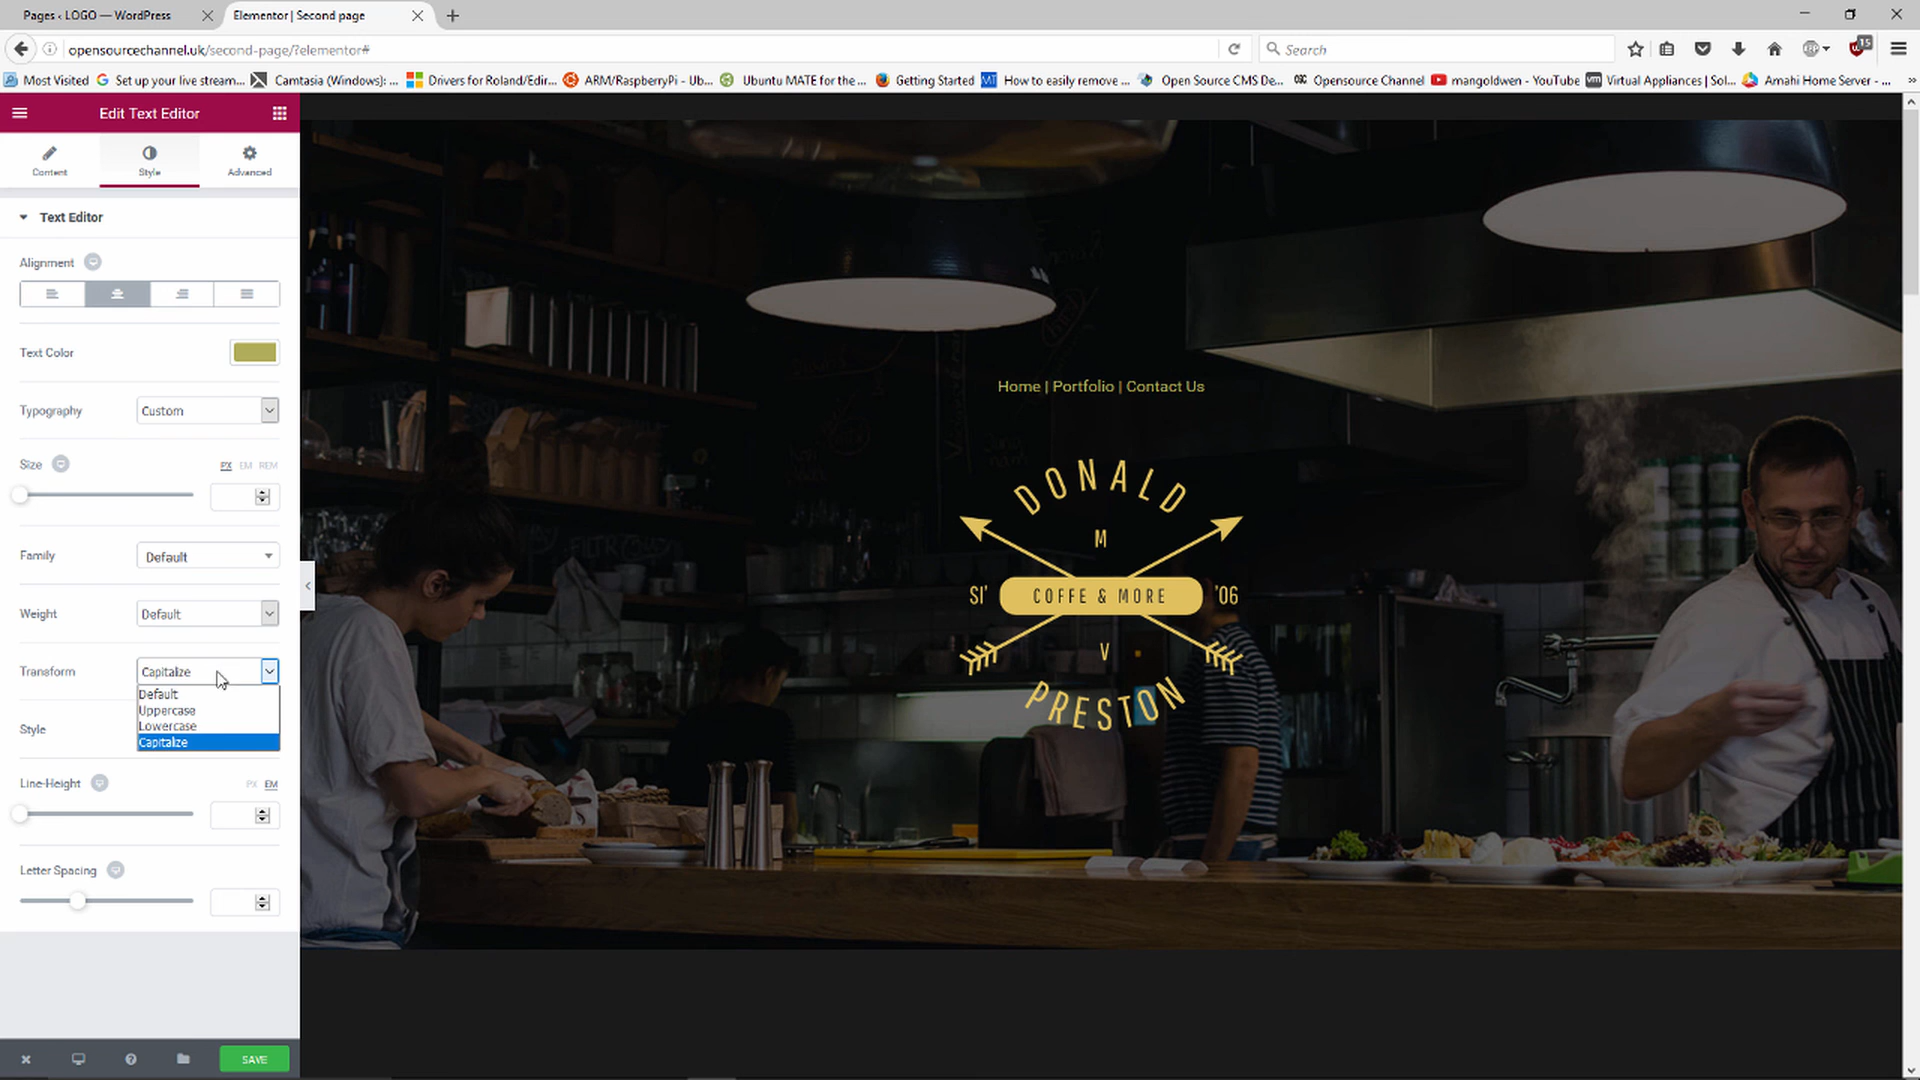 Pages ‹ LOGO — WordPress
Elementor | Second page
opensourcechannel.uk/second-page/?elementor#
Search
15
Most Visited
Set up your live stream...
Camtasia (Windows): ...
Drivers for Roland/Edir...
ARM/RaspberryPi - Ub...
Ubuntu MATE for the ...
Getting Started
How to easily remove ...
Open Source CMS De...
Opensource Channel
mangoldwen - YouTube
Virtual Appliances | Sol...
Amahi Home Server - ...
Edit Text Editor
Content
Style
Advanced
Text Editor
Alignment
Text Color
Typography
Custom
Size
PX EM REM
Family
Default
Weight
Default
Transform
Capitalize
Default
Uppercase
Lowercase
Capitalize
Style
Line-Height
PX EM
Letter Spacing
SAVE
Home | Portfolio | Contact Us
DONALD
M
SI' COFFE & MORE '06
V
PRESTON